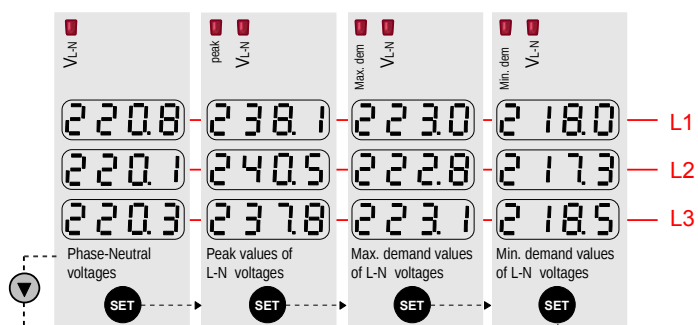 VL-N
peak VL-N
Max. dem VL-N
Min. dem VL-N
220.8 238.1 223.0 218.0 L1
220.1 240.5 222.8 217.3 L2
220.3 237.8 223.1 218.5 L3
Phase-Neutral voltages
Peak values of L-N voltages
Max. demand values of L-N voltages
Min. demand values of L-N voltages
SET SET SET SET